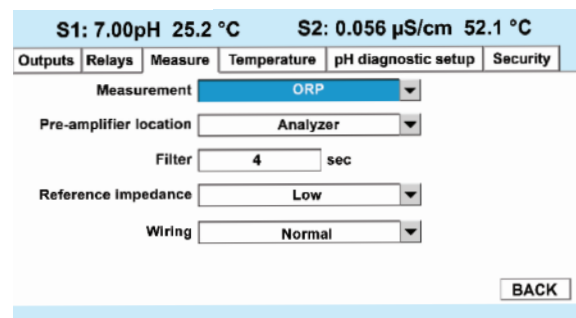 S1: 7.00pH 25.2 °C S2: 0.056 µS/cm 52.1 °C
Outputs Relays Measure Temperature pH diagnostic setup Security
Measurement ORP
Pre-amplifier location Analyzer
Filter 4 sec
Reference impedance Low
Wiring Normal
BACK